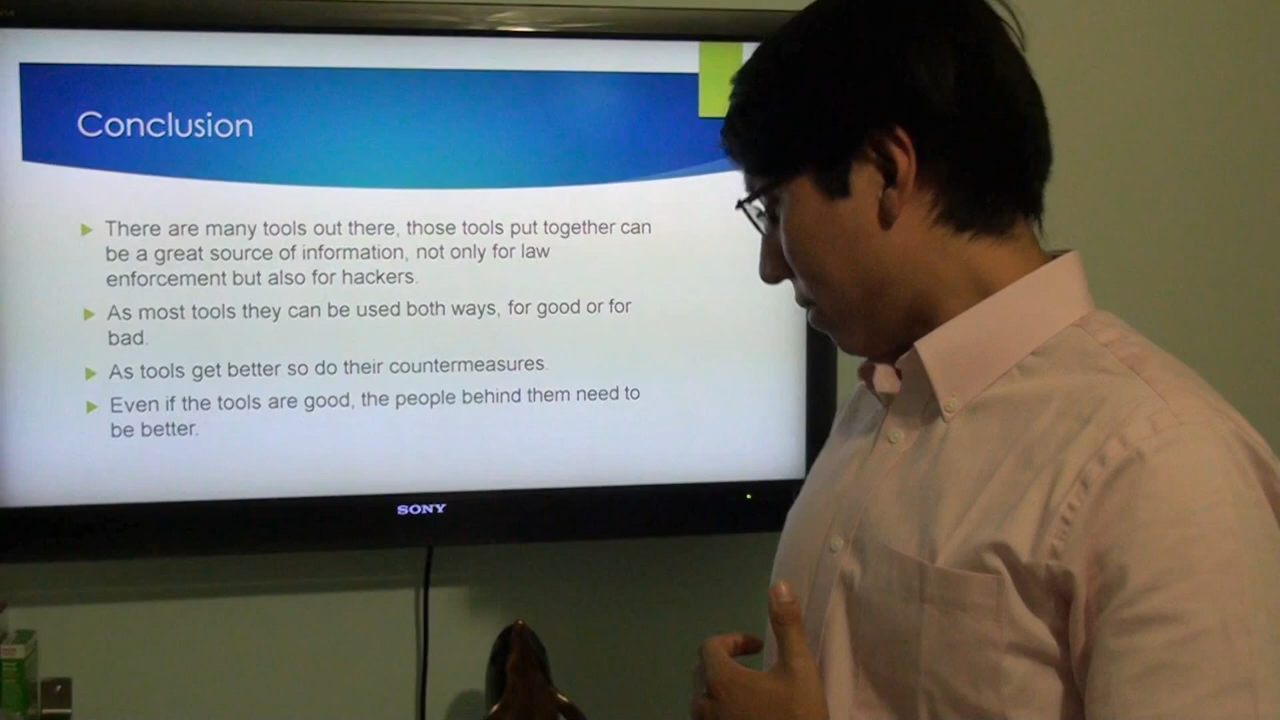 Conclusion
There are many tools out there, those tools put together can
be a great source of information, not only for law
enforcement but also for hackers.
As most tools they can be used both ways, for good or for
bad.
As tools get better so do their countermeasures.
Even if the tools are good, the people behind them need to
be better.
SONY